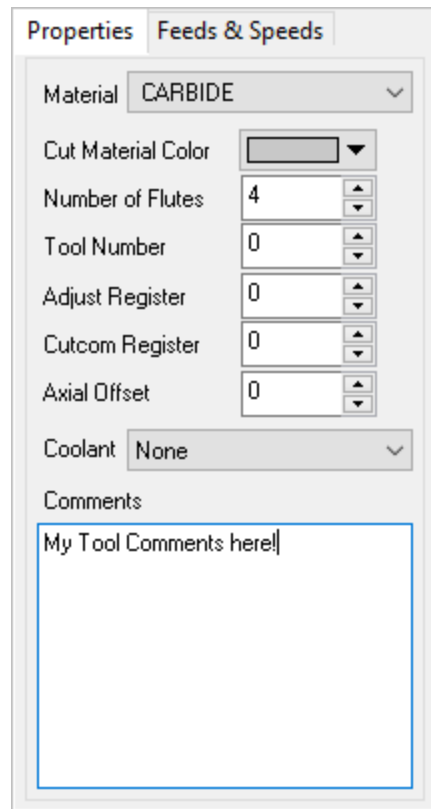 Properties Feeds & Speeds
Material CARBIDE
Cut Material Color
Number of Flutes 4
Tool Number 0
Adjust Register 0
Cutcom Register 0
Axial Offset 0
Coolant None
Comments
My Tool Comments here!